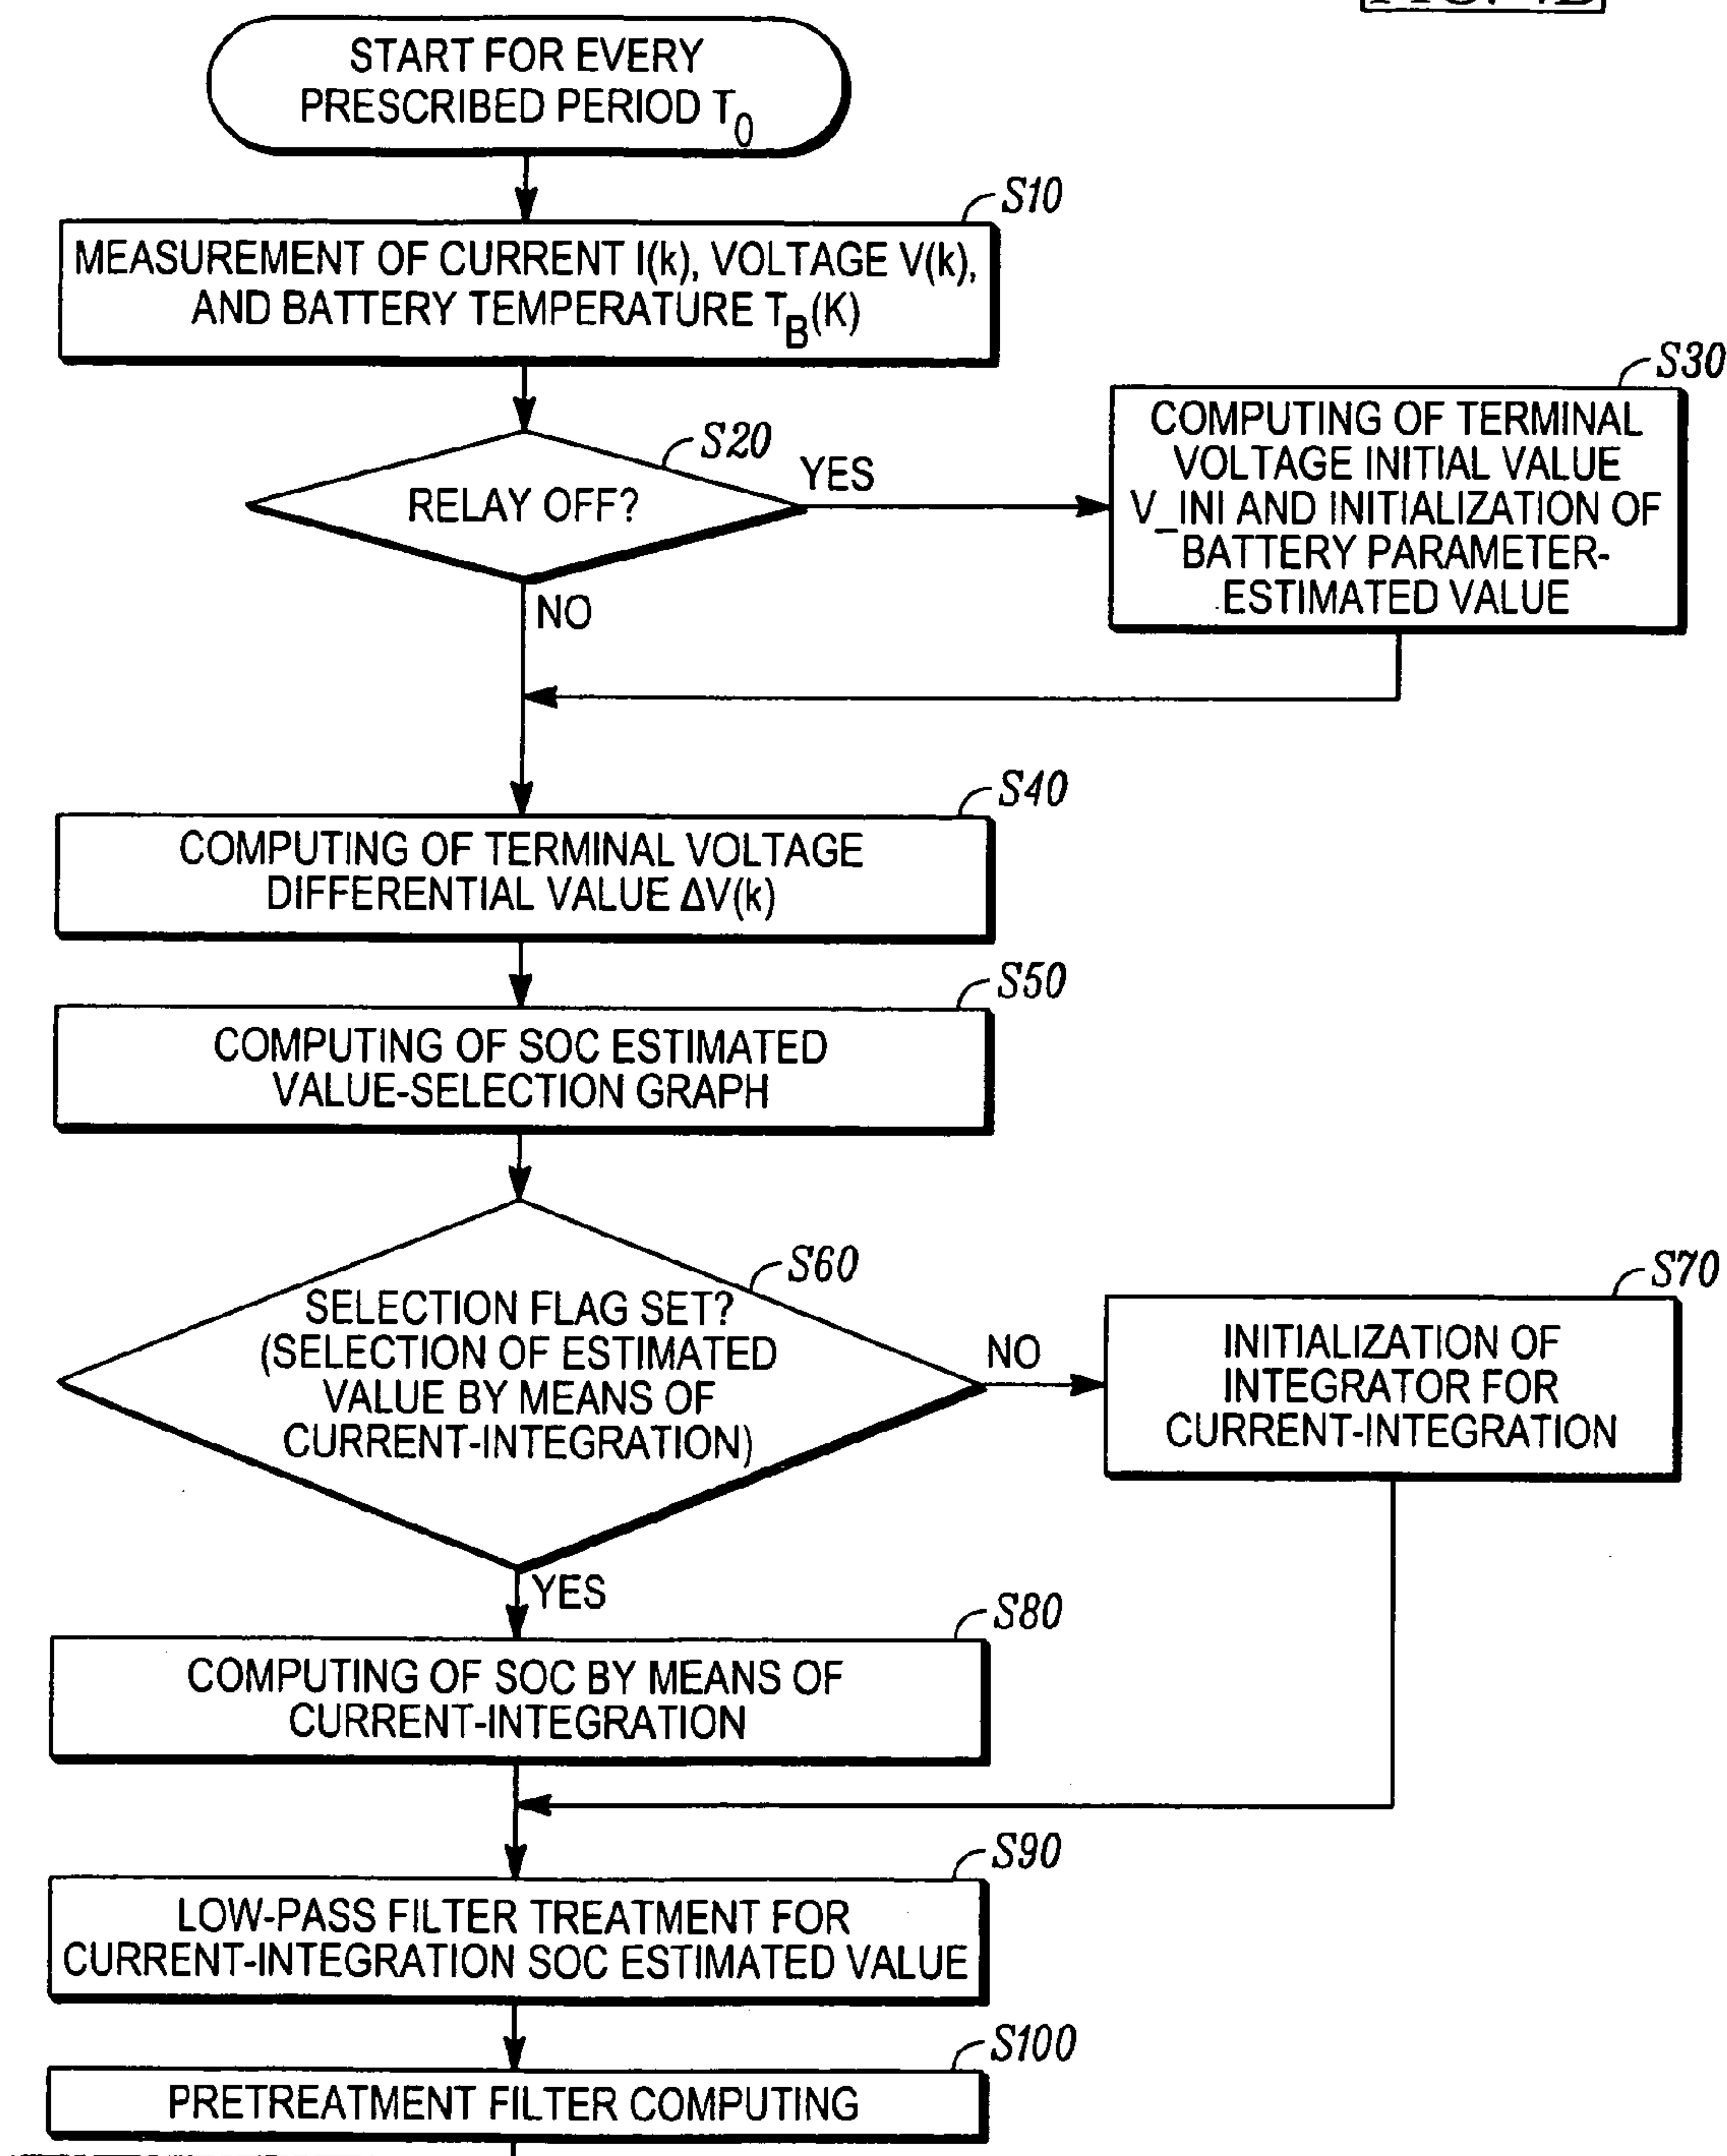 START FOR EVERY
PRESCRIBED PERIOD T0
S10
MEASUREMENT OF CURRENT I(k), VOLTAGE V(k),
AND BATTERY TEMPERATURE TB(K)
S20
RELAY OFF?
YES
NO
S30
COMPUTING OF TERMINAL
VOLTAGE INITIAL VALUE
V_INI AND INITIALIZATION OF
BATTERY PARAMETER-
ESTIMATED VALUE
S40
COMPUTING OF TERMINAL VOLTAGE
DIFFERENTIAL VALUE ΔV(k)
S50
COMPUTING OF SOC ESTIMATED
VALUE-SELECTION GRAPH
S60
SELECTION FLAG SET?
(SELECTION OF ESTIMATED
VALUE BY MEANS OF
CURRENT-INTEGRATION)
NO
YES
S70
INITIALIZATION OF
INTEGRATOR FOR
CURRENT-INTEGRATION
S80
COMPUTING OF SOC BY MEANS OF
CURRENT-INTEGRATION
S90
LOW-PASS FILTER TREATMENT FOR
CURRENT-INTEGRATION SOC ESTIMATED VALUE
S100
PRETREATMENT FILTER COMPUTING